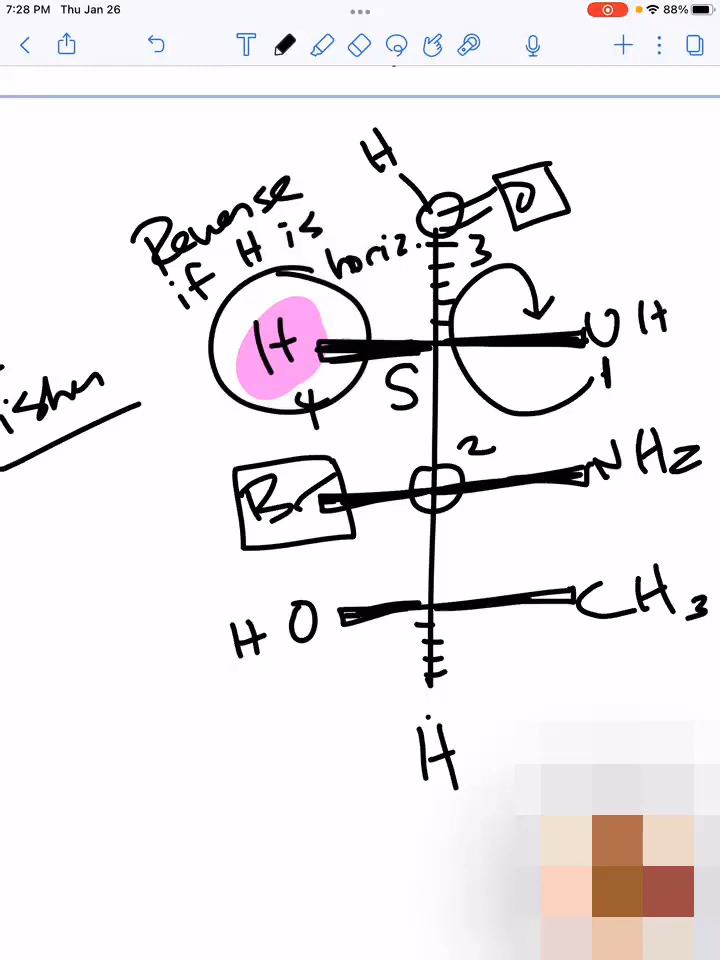 7:28 PM Thu Jan 26
88%
H
O
Reverse
if H is
horiz.
3
H
OH
4
S
1
2
Br
NH2
HO
CH3
H